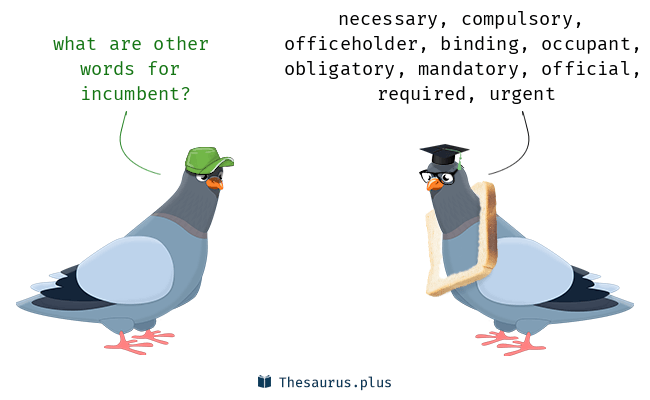 what are other
words for
incumbent?
necessary, compulsory,
officeholder, binding, occupant,
obligatory, mandatory, official,
required, urgent
Thesaurus.plus